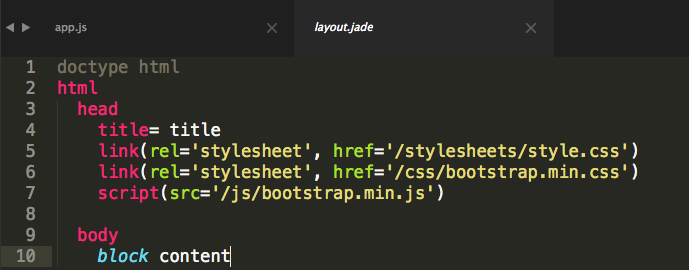 app.js layout.jade
1 doctype html
2 html
3 head
4 title= title
5 link(rel='stylesheet', href='/stylesheets/style.css')
6 link(rel='stylesheet', href='/css/bootstrap.min.css')
7 script(src='/js/bootstrap.min.js')
8
9 body
10 block content